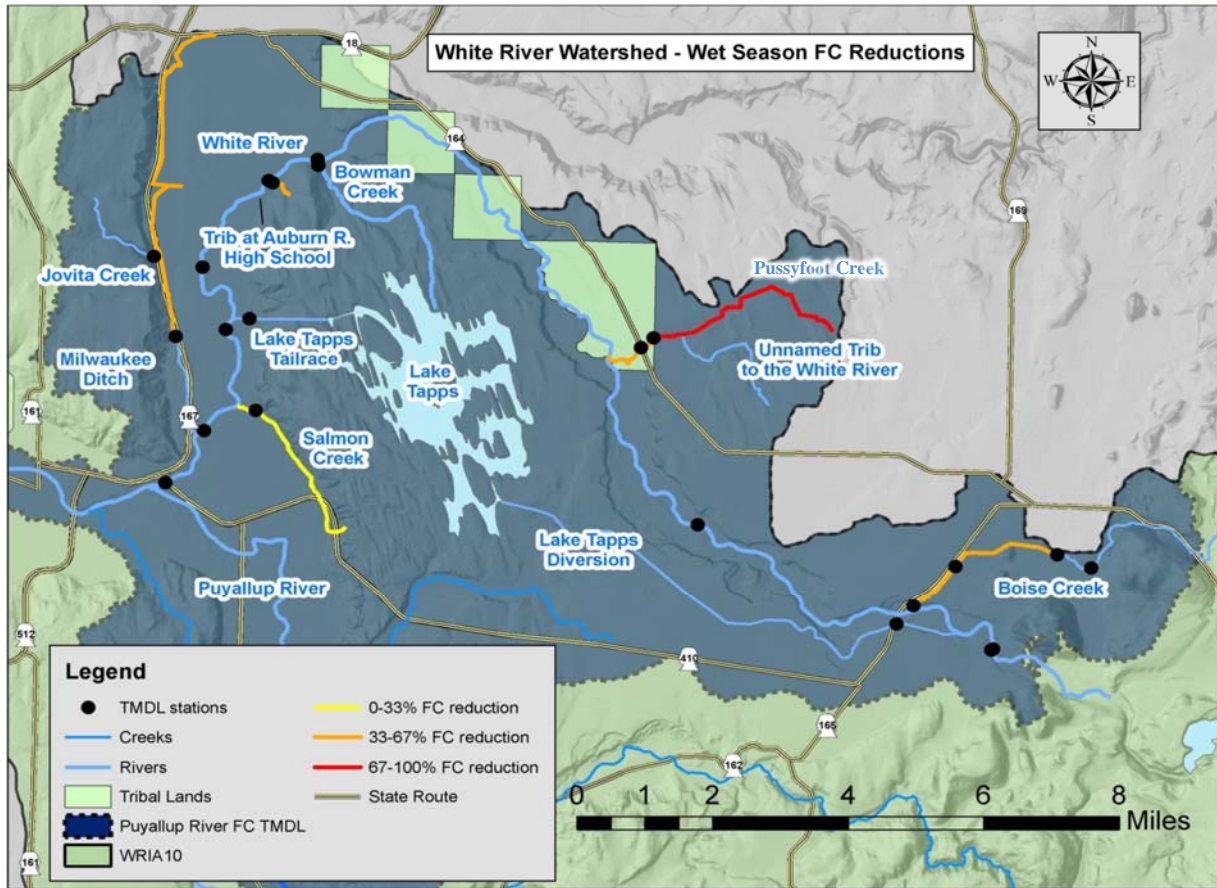 18
White River Watershed - Wet Season FC Reductions
N
W
E
S
164
White River
Bowman
Creek
169
Trib at Auburn R.
High School
Jovita Creek
Pussyfoot Creek
Lake Tapps
Tailrace
Unnamed Trib
to the White River
Milwaukee
Ditch
Lake
Tapps
161
167
Salmon
Creek
Lake Tapps
Diversion
Puyallup River
Boise Creek
512
410
165
162
Legend
TMDL stations
Creeks
Rivers
Tribal Lands
Puyallup River FC TMDL
WRIA10
0-33% FC reduction
33-67% FC reduction
67-100% FC reduction
State Route
0 1 2 4 6 8
Miles
161